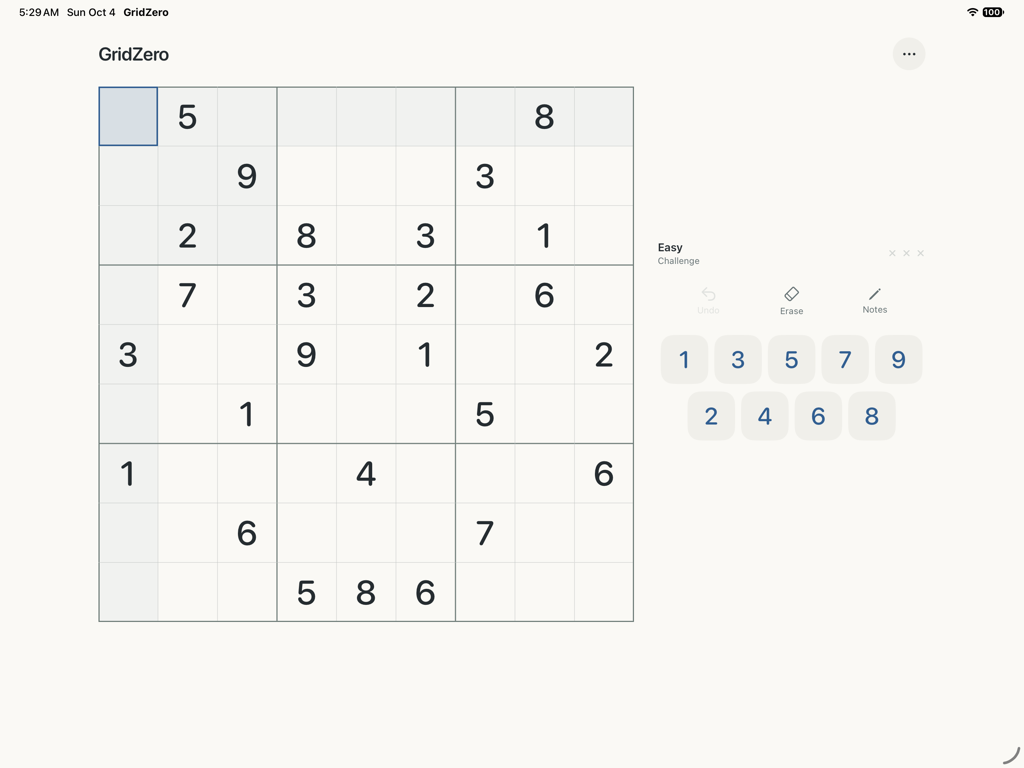 5:29 AM Sun Oct 4 GridZero 100
GridZero
5 8
9 3
2 8 3 1
7 3 2 6
3 9 1 2
1 5
1 4 6
6 7
5 8 6
Easy
Challenge
Undo Erase Notes
1 3 5 7 9
2 4 6 8